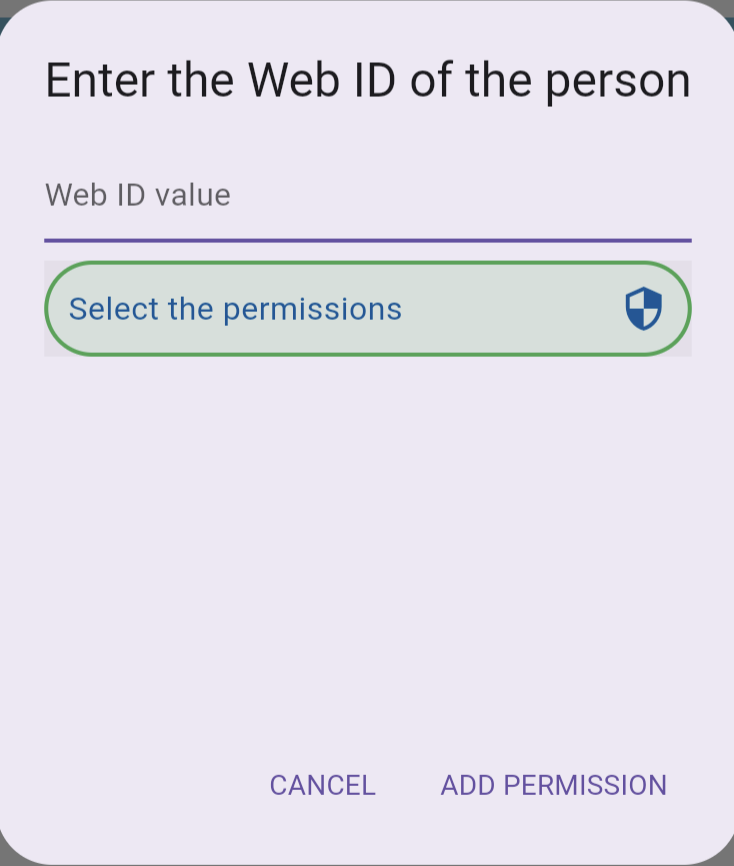 Enter the Web ID of the person
Web ID value
Select the permissions
CANCEL ADD PERMISSION